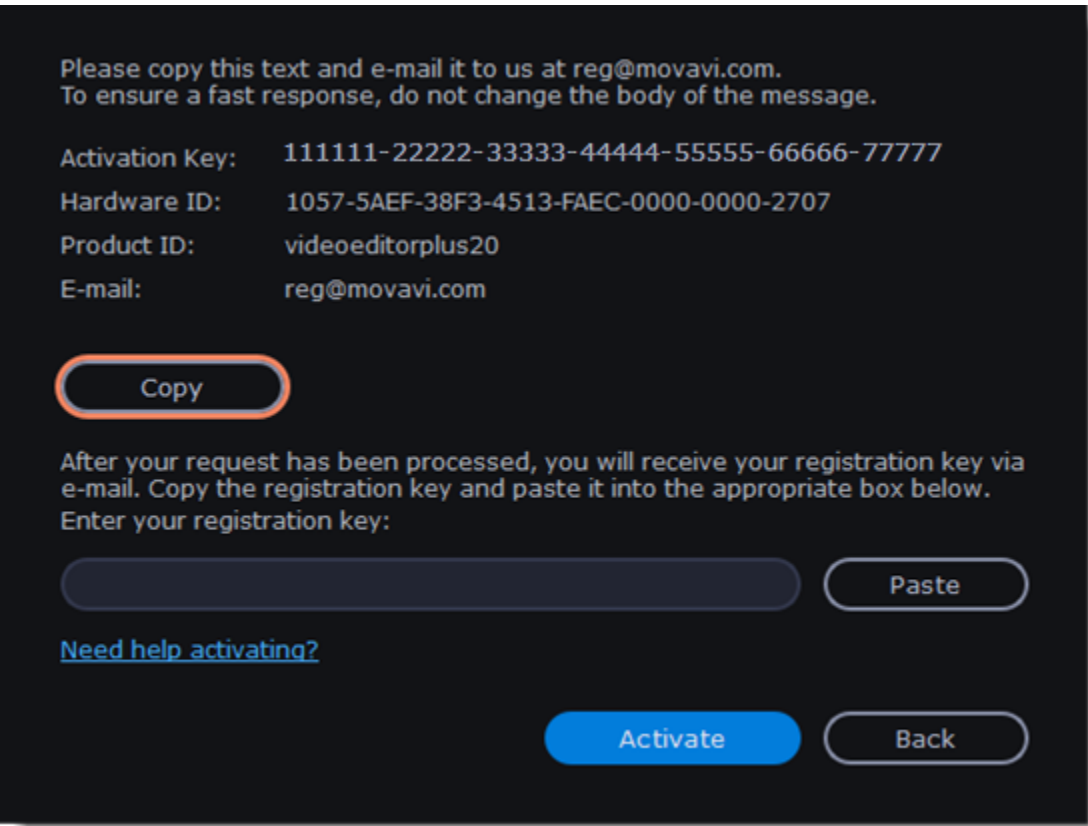 Please copy this text and e-mail it to us at reg@movavi.com.
To ensure a fast response, do not change the body of the message.
Activation Key: 111111-22222-33333-44444-55555-66666-77777
Hardware ID: 1057-5AEF-38F3-4513-FAEC-0000-0000-2707
Product ID: videoeditorplus20
E-mail: reg@movavi.com
Copy
After your request has been processed, you will receive your registration key via
e-mail. Copy the registration key and paste it into the appropriate box below.
Enter your registration key:
Paste
Need help activating?
Activate Back